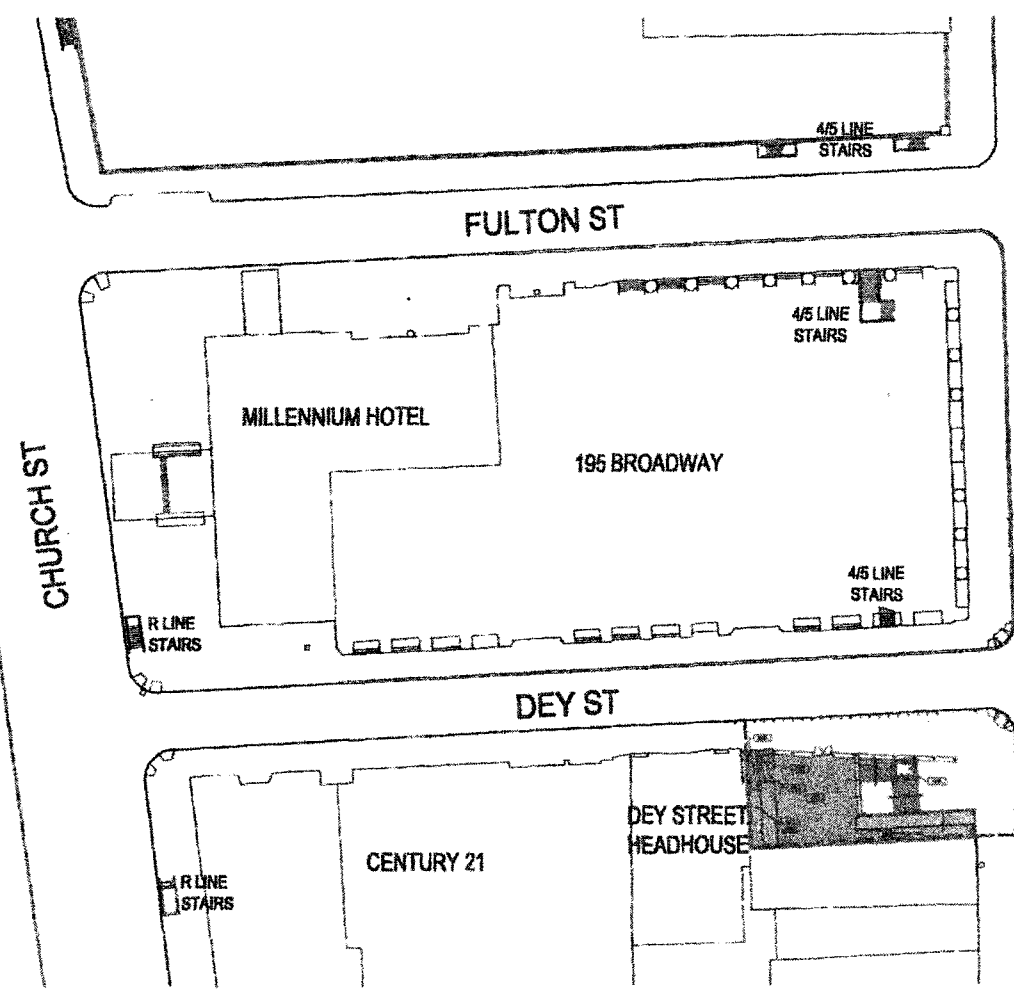 4/5 LINE
STAIRS
FULTON ST
4/5 LINE
STAIRS
MILLENNIUM HOTEL
195 BROADWAY
CHURCH ST
4/5 LINE
STAIRS
R LINE
STAIRS
DEY ST
DEY STREET
HEADHOUSE
CENTURY 21
R LINE
STAIRS